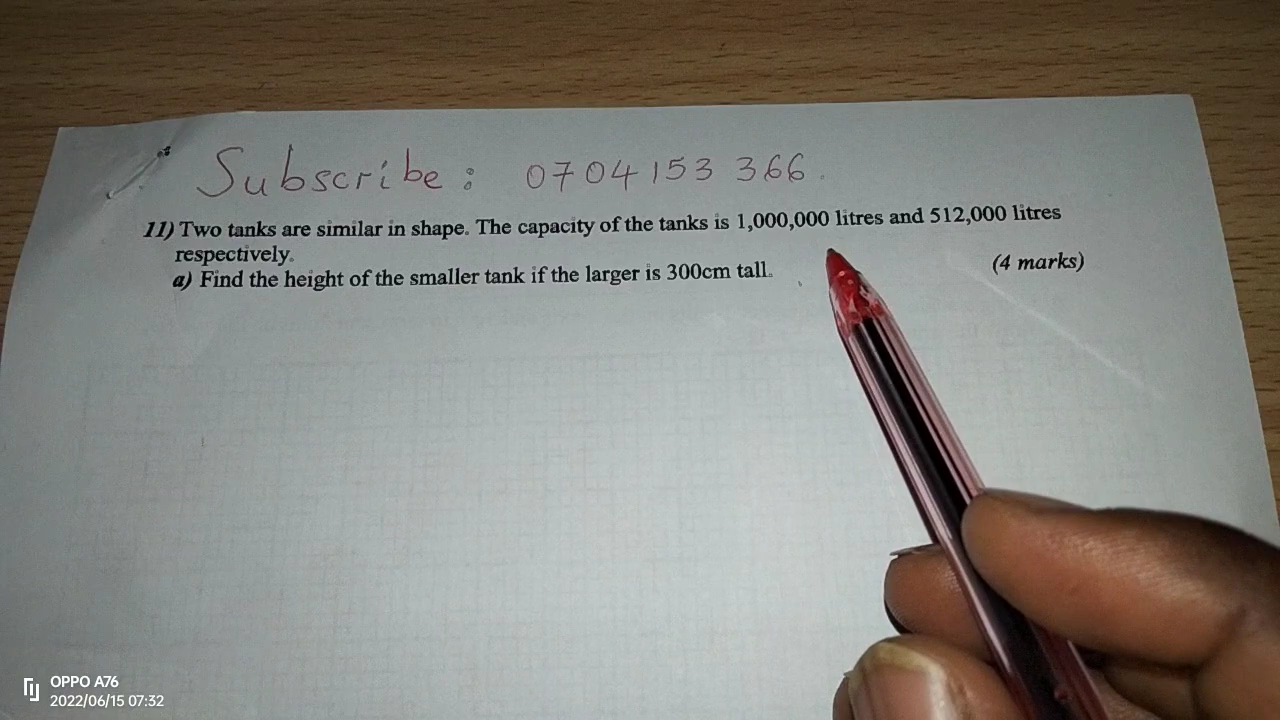 Subscribe: 0704 153 366.
11) Two tanks are similar in shape. The capacity of the tanks is 1,000,000 litres and 512,000 litres
respectively.
a) Find the height of the smaller tank if the larger is 300cm tall.
(4 marks)
OPPO A76
2022/06/15 07:32